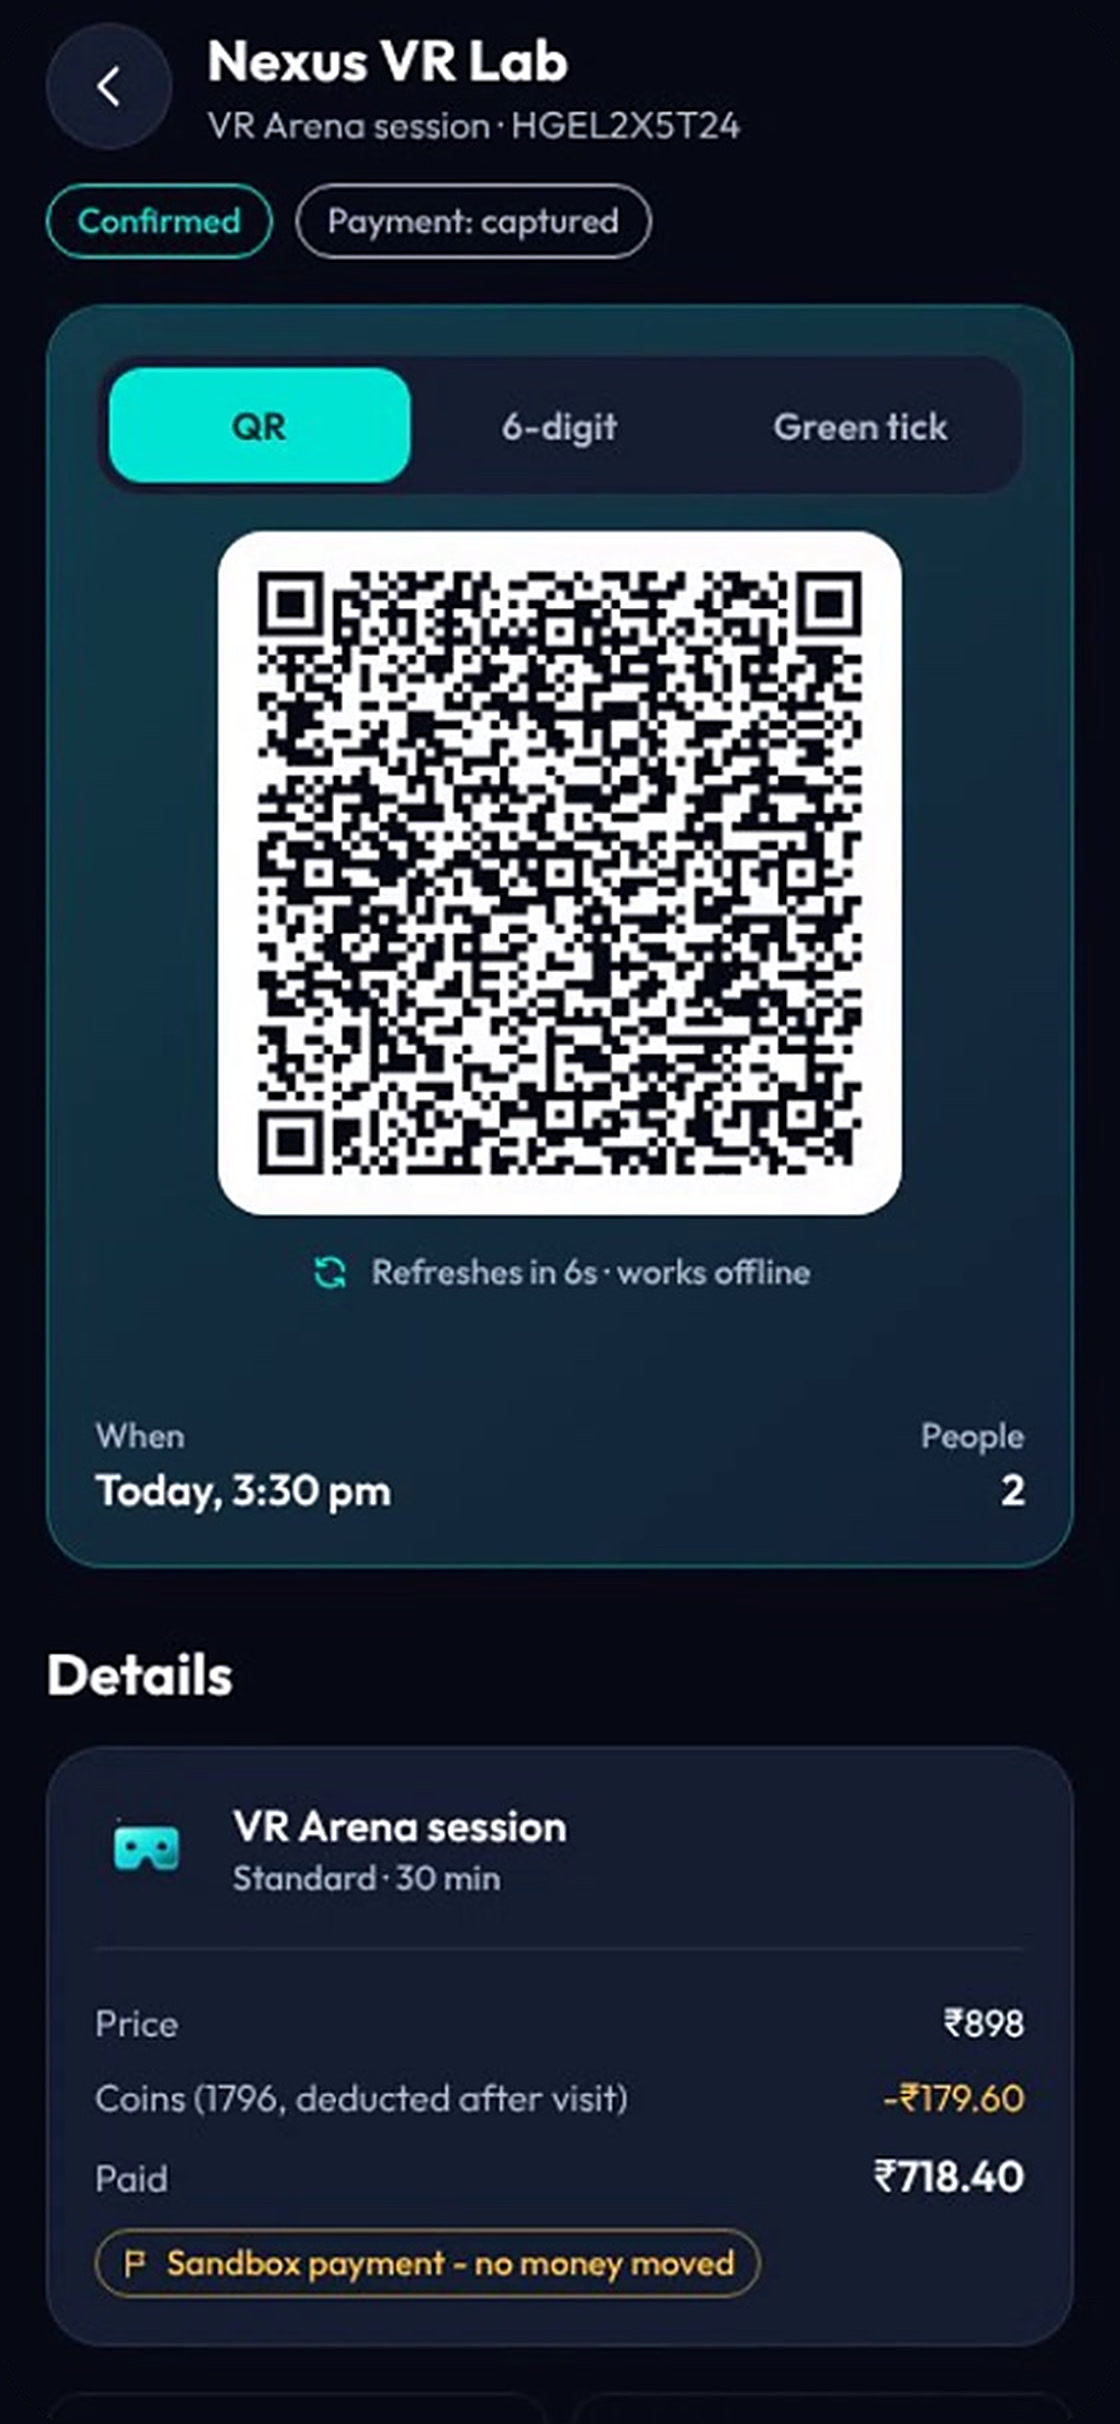 Nexus VR Lab
VR Arena session · HGEL2X5T24
Confirmed
Payment: captured
QR
6-digit
Green tick
Refreshes in 6s · works offline
When
People
Today, 3:30 pm
2
Details
VR Arena session
Standard · 30 min
Price
₹898
Coins (1796, deducted after visit)
-₹179.60
Paid
₹718.40
Sandbox payment - no money moved